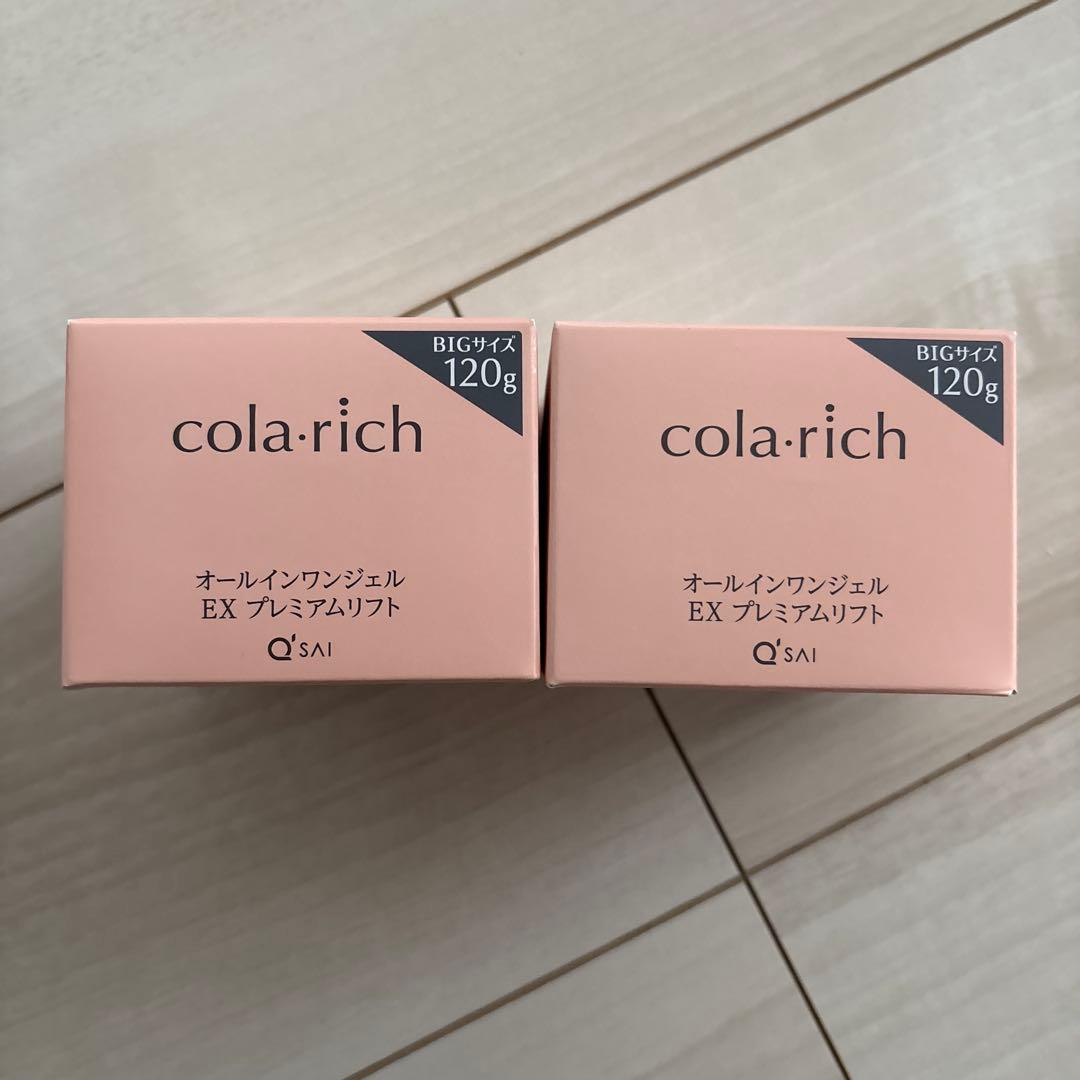 BIGサイズ
120g
cola・rich
オールインワンジェル
EX プレミアムリフト
Q'SAI
BIGサイズ
120g
cola・rich
オールインワンジェル
EX プレミアムリフト
Q'SAI